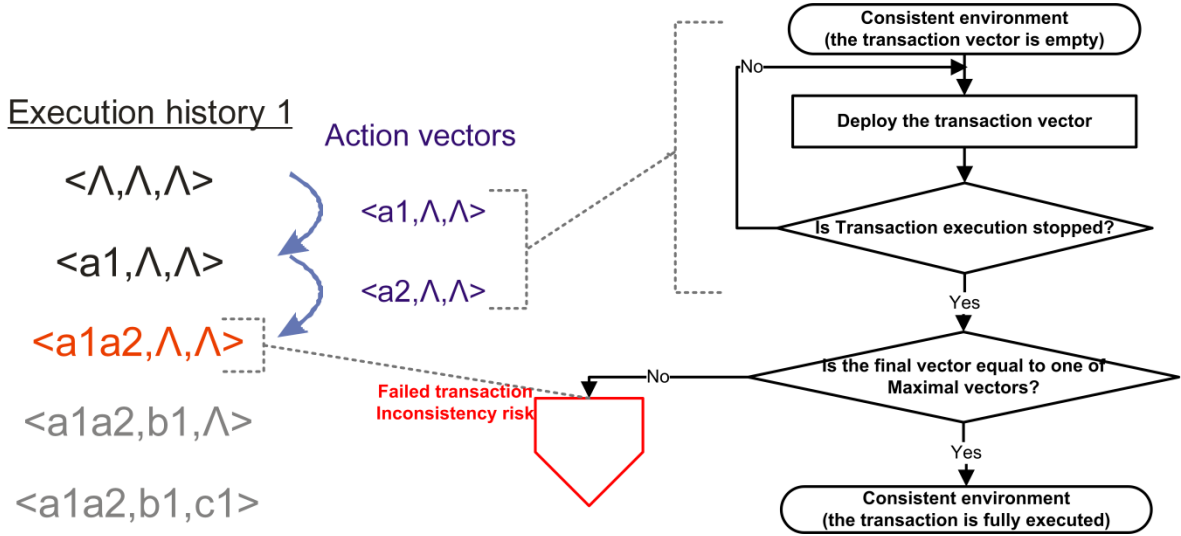 Execution history 1
<Λ,Λ,Λ>
<a1,Λ,Λ>
<a1a2,Λ,Λ>
<a1a2,b1,Λ>
<a1a2,b1,c1>
Action vectors
<a1,Λ,Λ>
<a2,Λ,Λ>
Consistent environment
(the transaction vector is empty)
No
Deploy the transaction vector
Is Transaction execution stopped?
Yes
Is the final vector equal to one of
Maximal vectors?
No
Failed transaction
Inconsistency risk
Yes
Consistent environment
(the transaction is fully executed)